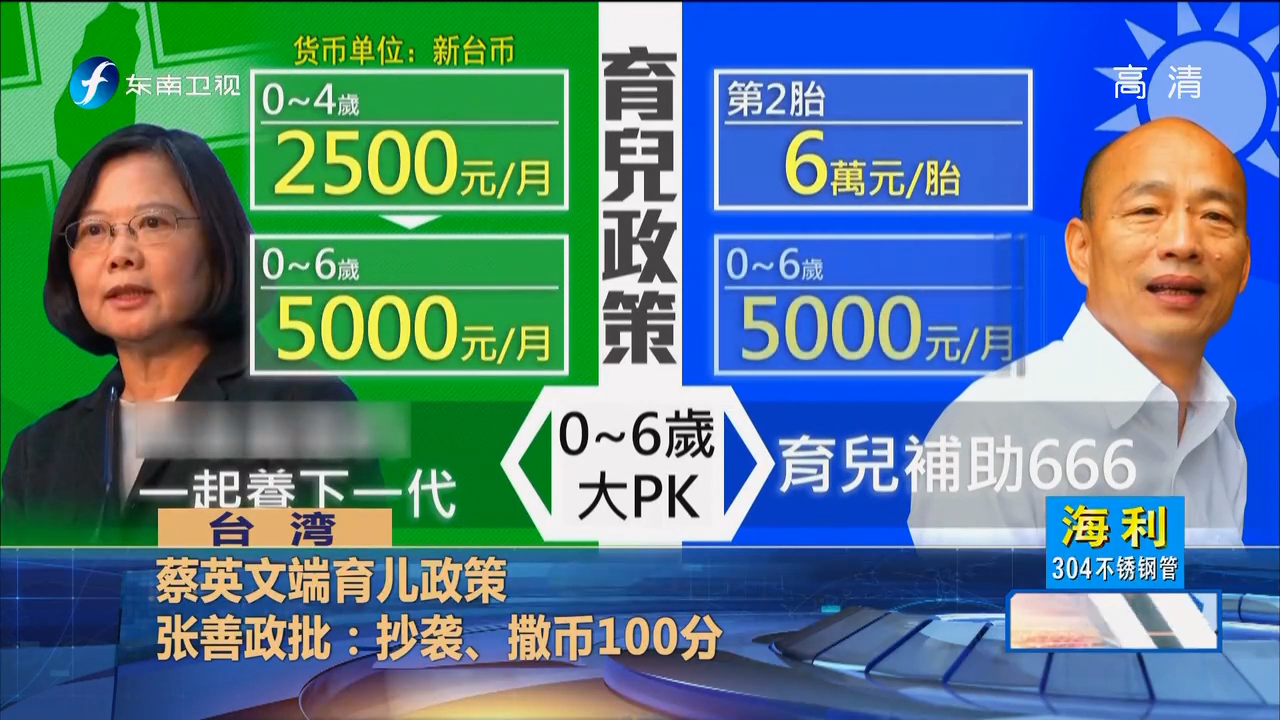 货币单位：新台币
东南卫视
高清
育兒政策
0~4歲
2500元/月
0~6歲
5000元/月
第2胎
6萬元/胎
0~6歲
5000元/月
一起養下一代
0~6歲
大PK
育兒補助666
台湾
蔡英文端育儿政策
张善政批：抄袭、撒币100分
海利
304不锈钢管